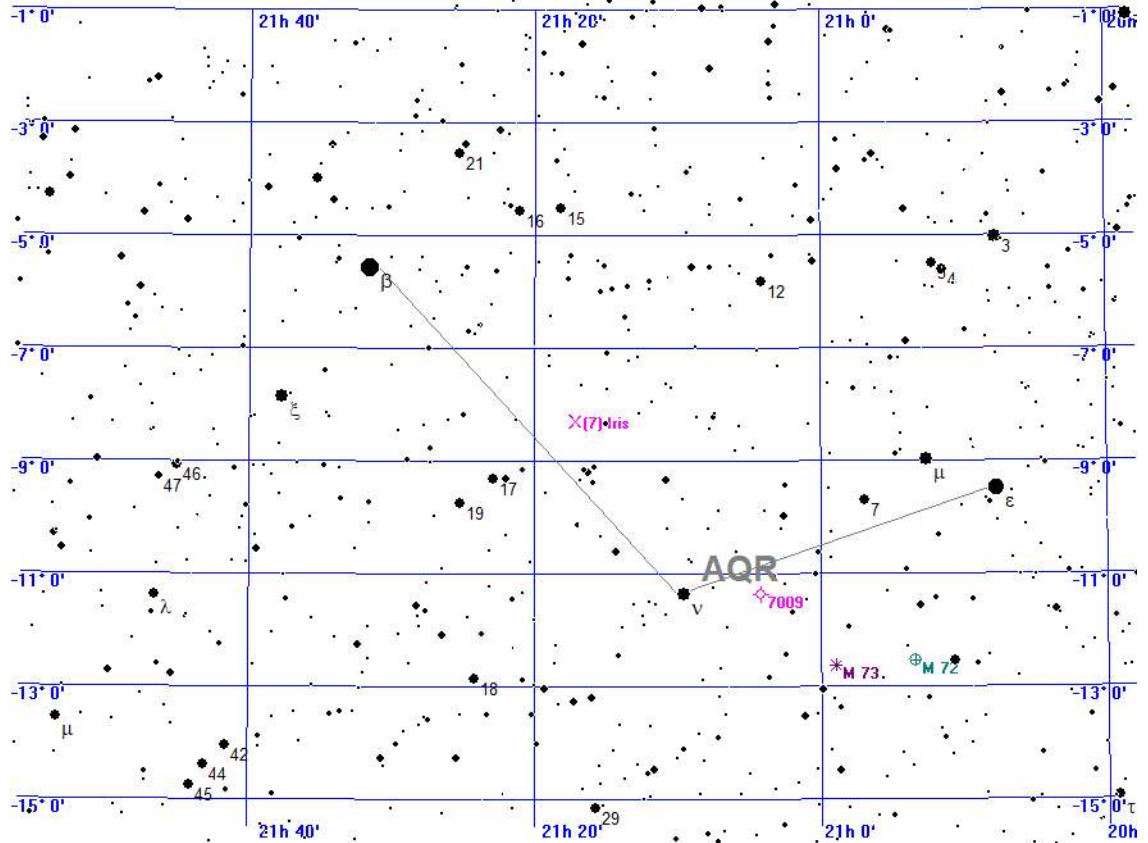 -1° 0' 21h 40' 21h 20' 21h 0' -1° 0' 20h
-3° 0' -3° 0'
21
16 15
3
-5° 0' -5° 0'
4
β 12
-7° 0' -7° 0'
ξ
(7) Iris
-9° 0' -9° 0'
46
47 17 μ
19 7 ε
AQR
-11° 0' -11° 0'
λ ν 7009
M 73 M 72
-13° 0' 18 -13° 0'
μ
42
44
45
-15° 0' -15° 0' τ
29
21h 40' 21h 20' 21h 0' 20h